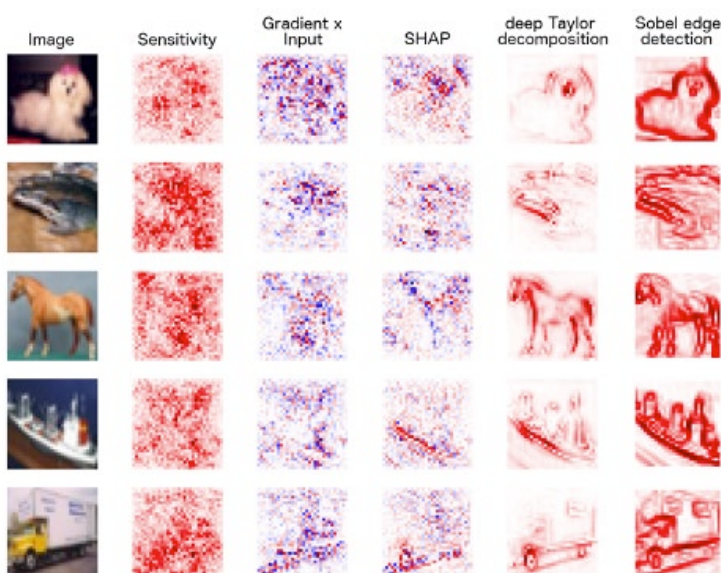 Image
Sensitivity
Gradient x
Input
SHAP
deep Taylor
decomposition
Sobel edge
detection